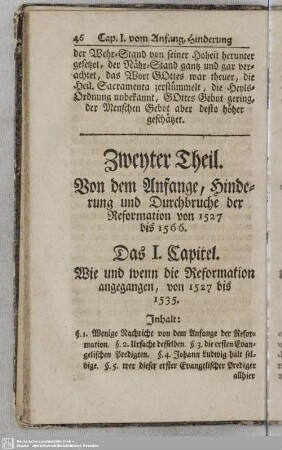 46 Cap. I. vom Anfang, Hinderung
der Wehr-Stand von seiner Hoheit herunter
gesetzet, der Nähr-Stand gantz und gar ver-
achtet, das Wort GOttes war theuer, die
Heil. Sacramenta zerstümmelt, die Heyls-
Ordnung unbekannt, GOttes Gebot gering,
der Menschen Gebot aber desto höher
geschätzet.
Zweyter Theil.
Von dem Anfange, Hinde-
rung und Durchbruche der
Reformation von 1527
bis 1566.
Das I. Capitel.
Wie und wenn die Reformation
angegangen, von 1527 bis
1535.
Inhalt:
§. 1. Wenige Nachricht von dem Anfange der Refor-
mation. §. 2. Ursache desselben. §. 3. die ersten Evan-
gelischen Predigten. §. 4. Johann Ludwig hält sel-
dige. §. 5. wer dieser erster Evangelischer Prediger
allhier